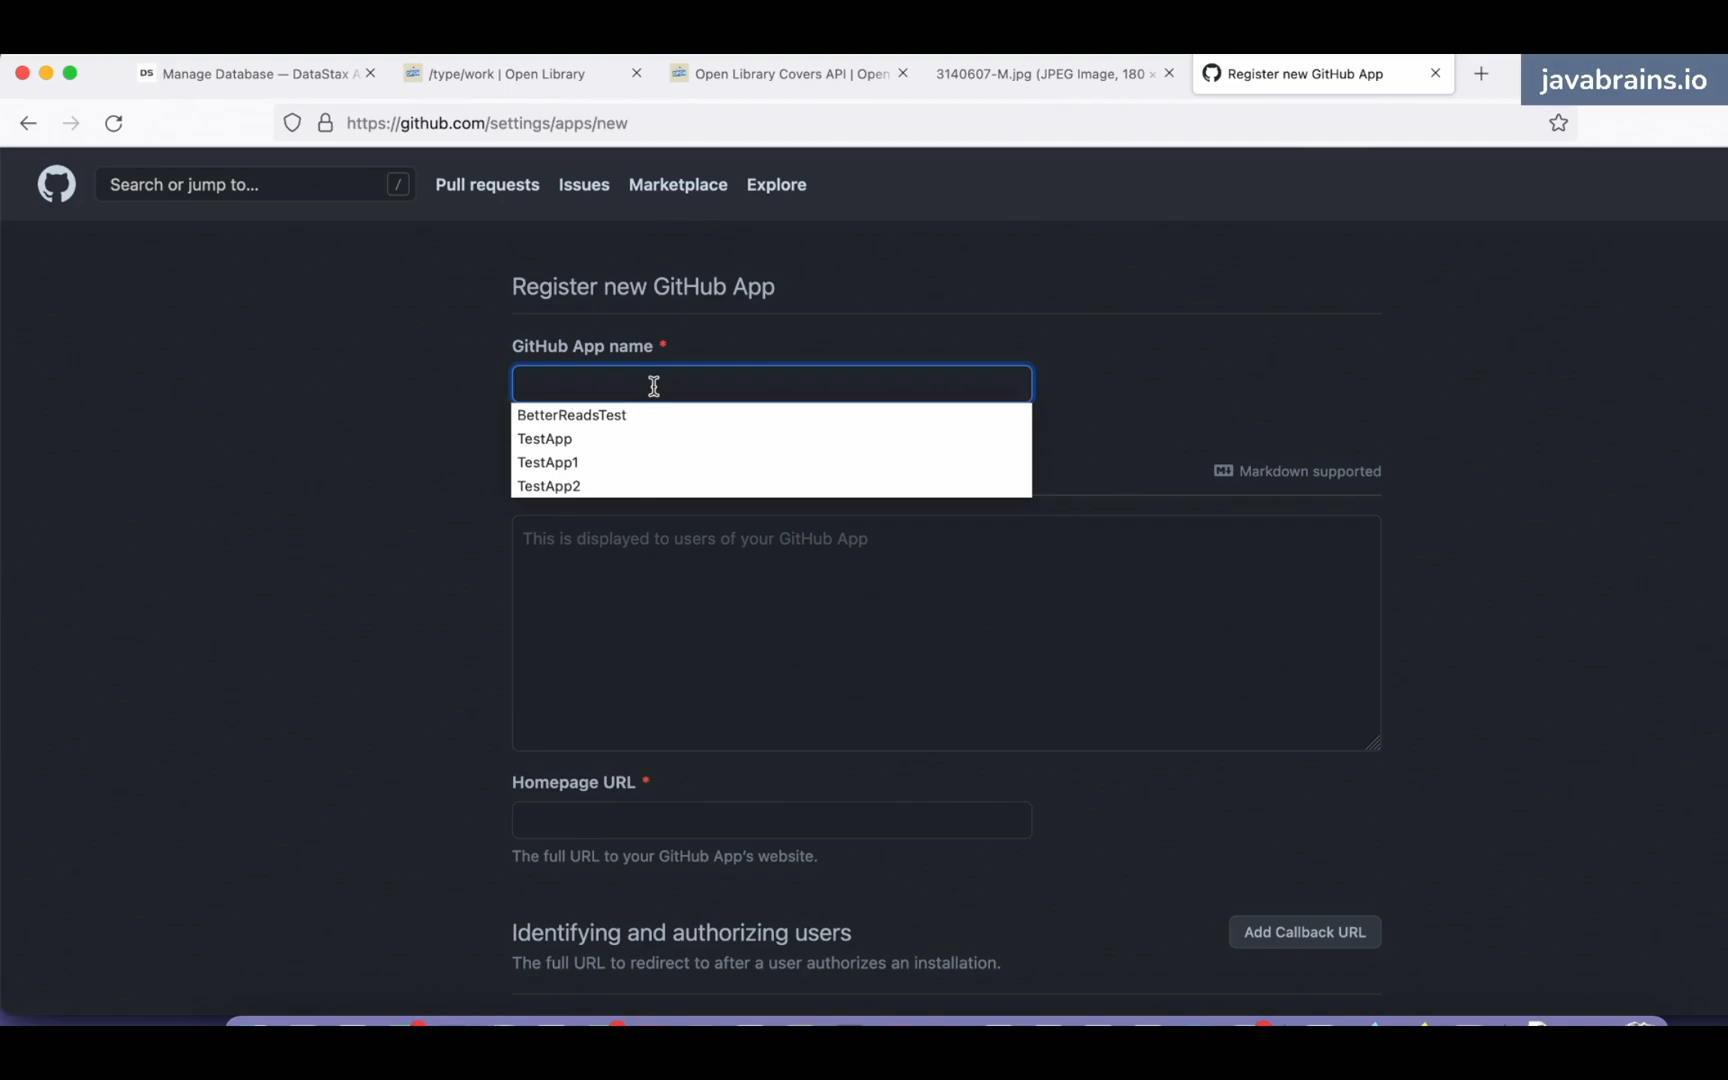 DS Manage Database — DataStax A
/type/work | Open Library
Open Library Covers API | Open
3140607-M.jpg (JPEG Image, 180 ×
Register new GitHub App
javabrains.io
https://github.com/settings/apps/new
Search or jump to... /
Pull requests
Issues
Marketplace
Explore
Register new GitHub App
GitHub App name *
BetterReadsTest
TestApp
TestApp1
TestApp2
Markdown supported
This is displayed to users of your GitHub App
Homepage URL *
The full URL to your GitHub App's website.
Identifying and authorizing users
Add Callback URL
The full URL to redirect to after a user authorizes an installation.